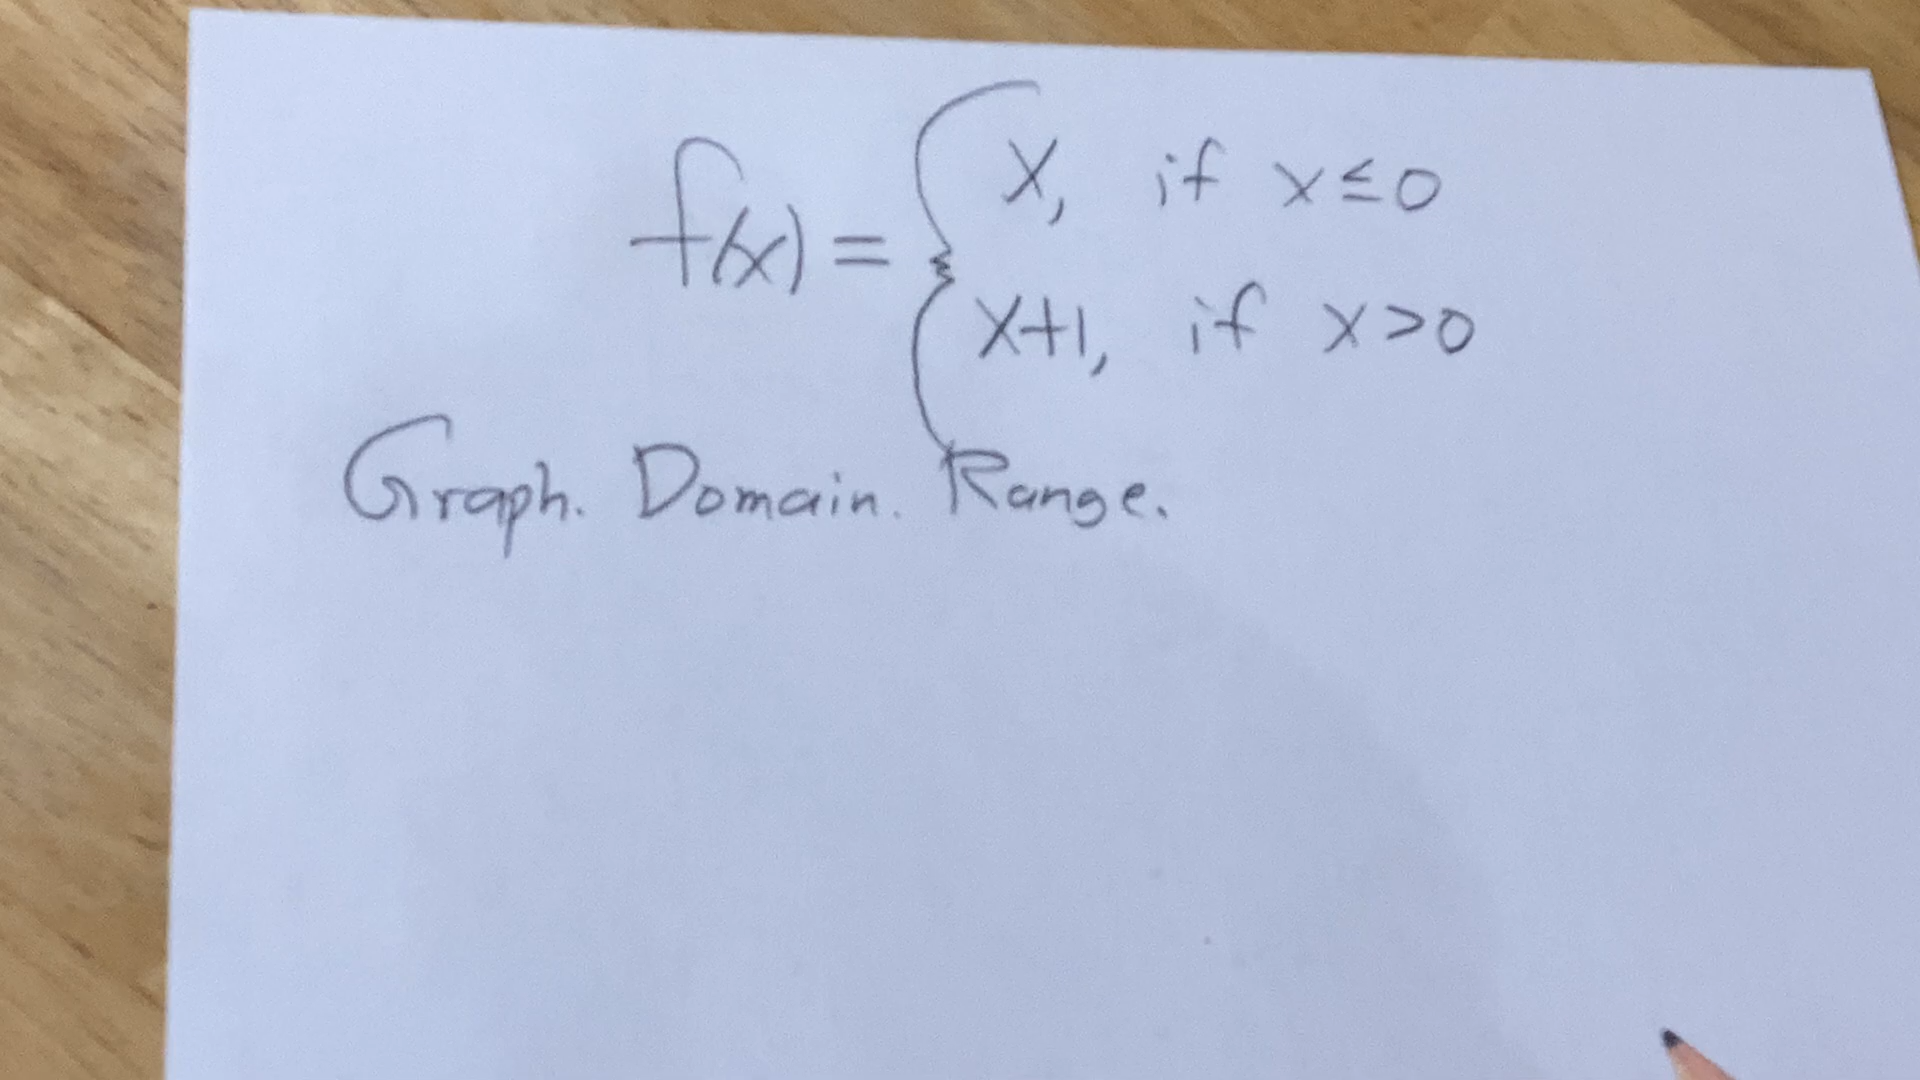 f(x) = { x, if x ≤ 0
x+1, if x > 0
Graph. Domain. Range.